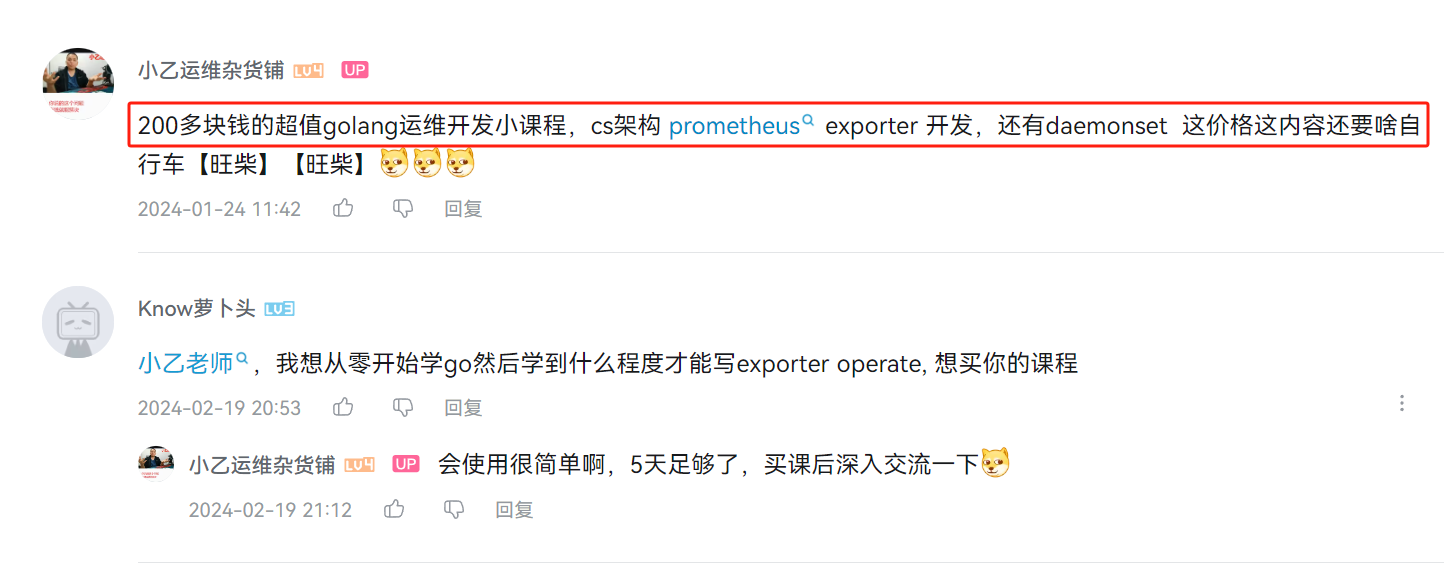 小乙运维杂货铺 LV4 UP
200多块钱的超值golang运维开发小课程，cs架构 prometheus exporter 开发，还有daemonset 这价格这内容还要啥自
行车【旺柴】【旺柴】
2024-01-24 11:42 回复
Know萝卜头 LV3
小乙老师，我想从零开始学go然后学到什么程度才能写exporter operate, 想买你的课程
2024-02-19 20:53 回复
小乙运维杂货铺 LV4 UP 会使用很简单啊，5天足够了，买课后深入交流一下
2024-02-19 21:12 回复